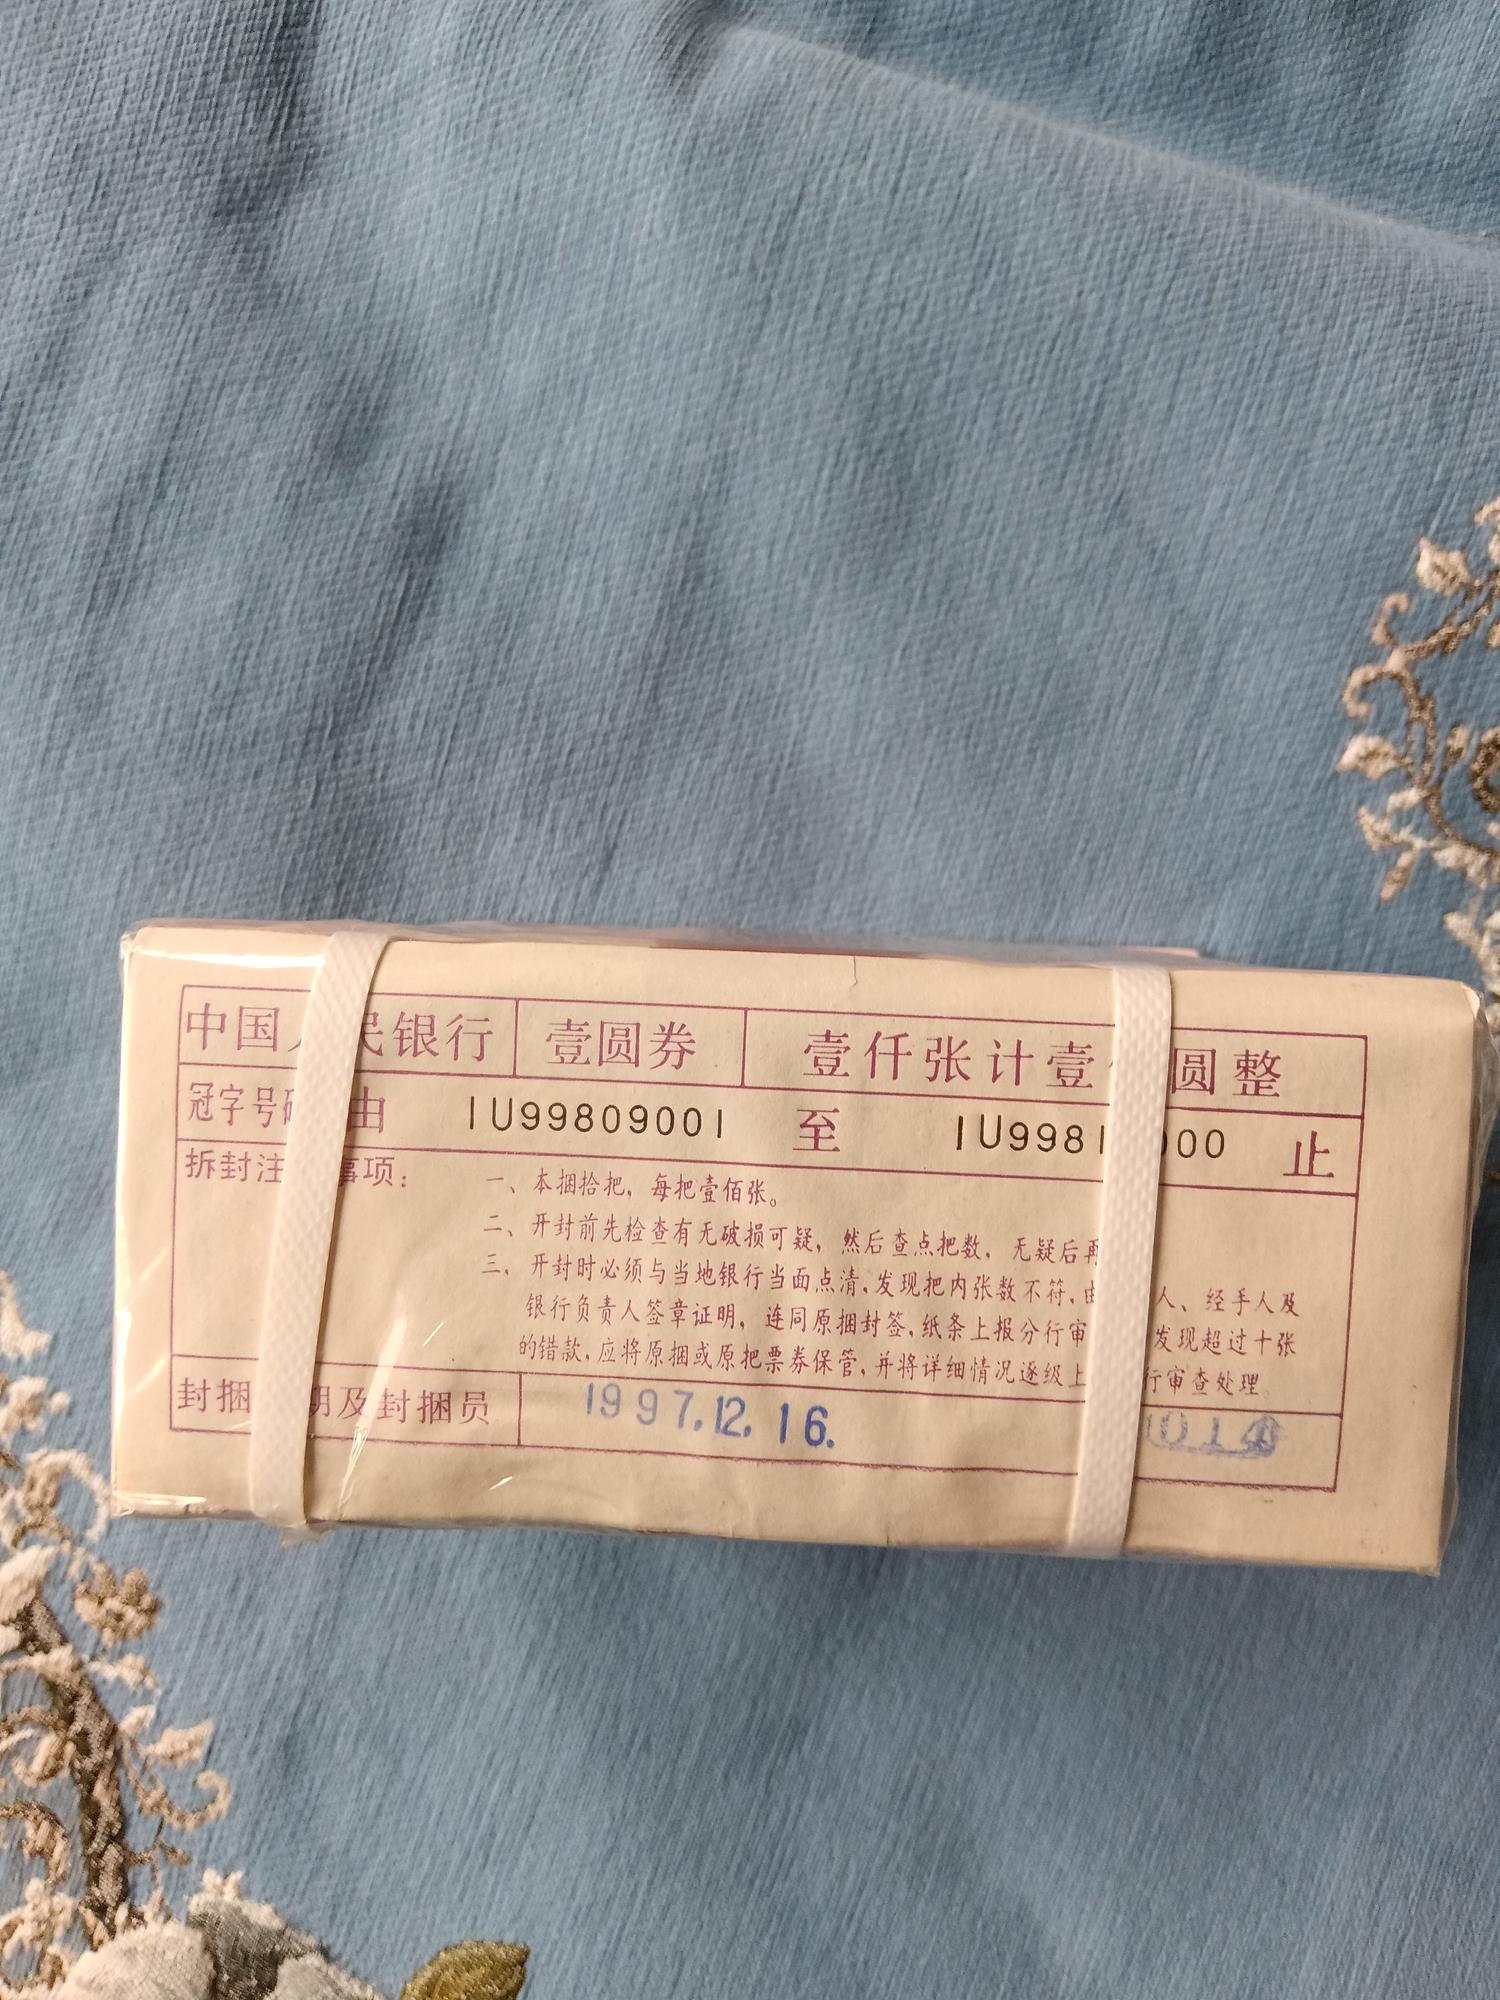 中国 民银行 壹圆券 壹仟张计壹 圆整
冠字号 由 IU99809001 至 IU9981 000 止
拆封注 事项:
一、本捆拾把, 每把壹佰张。
二、开封前先检查有无破损可疑, 然后查点把数, 无疑后再
三、开封时必须与当地银行当面点清, 发现把内张数不符, 由 人、经手人及
银行负责人签章证明, 连同原捆封签, 纸条上报分行审 发现超过十张
的错款, 应将原捆或原把票券保管, 并将详细情况逐级上 行审查处理。
封捆 期及封捆员 1997.12.16.